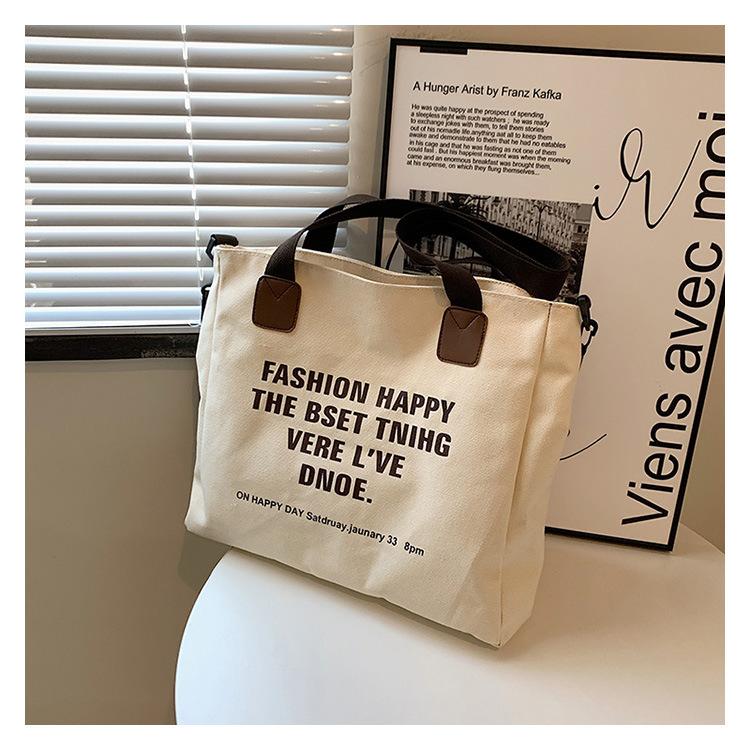 A Hunger Arist by Franz Kafka
He was quite happy at the prospect of spending
a sleepless night with such watchers ; he was ready
to exchange jokes with them, to tell them stories
out of his nomadie life.anything aat all to keep them
awake and demonstrate to them that he had no eatables
in his cage and that he was fasting as not one of them
could fast . But his happiest moment was when the morning
came and an enormous breakfast was brought them,
at his expense, on which they flung themselves...
Viens avec moi
FASHION HAPPY
THE BSET TNIHG
VERE L'VE
DNOE.
ON HAPPY DAY Satdruay.jaunary 33 8pm